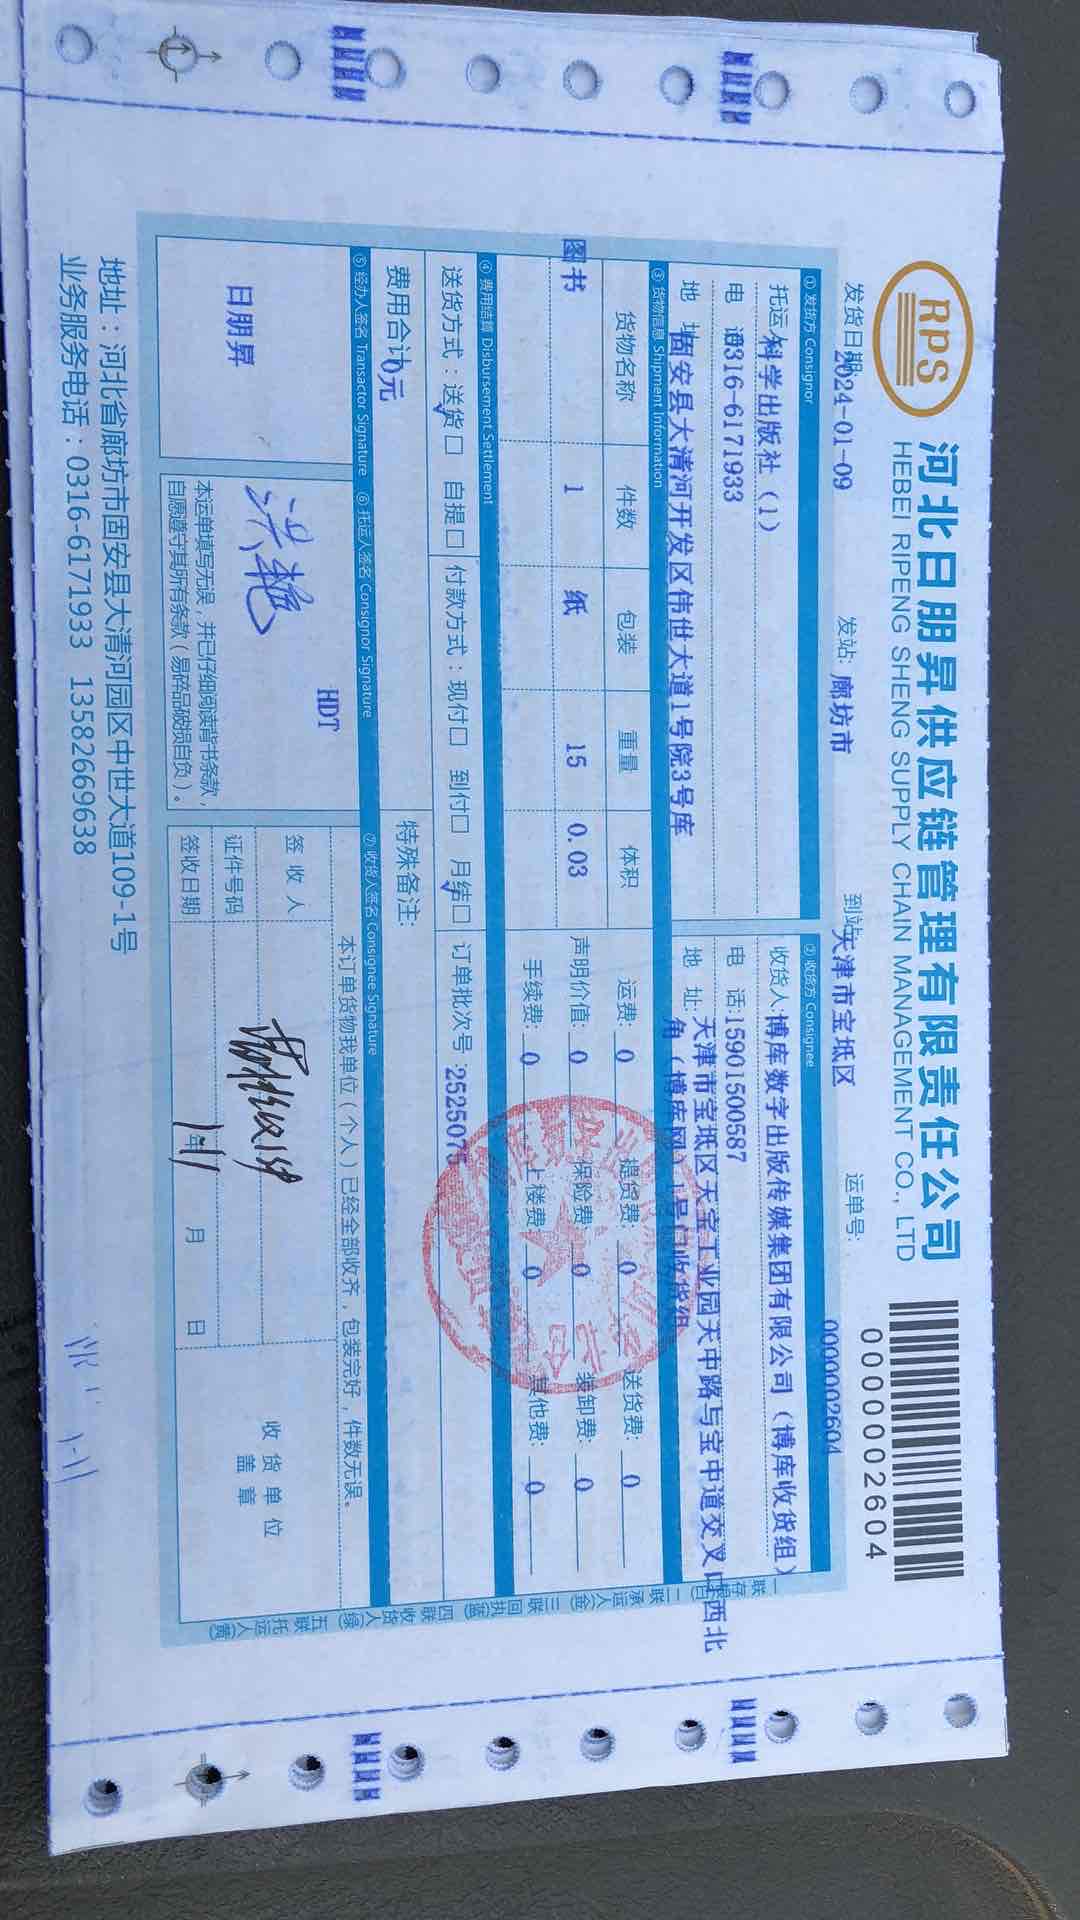 RPS
河北日朋昇供应链管理有限责任公司
HEBEI RIPENG SHENG SUPPLY CHAIN MANAGEMENT CO., LTD
0000002604
发货日期:2024-01-09 发站: 廊坊市 到站:天津市宝坻区 运单号: 0000002604
① 发货方 Consignor
托运人:科学出版社（1）
电 话:0316-6171933
地 址:固安县大清河开发区伟世大道1号院3号库
② 收货方 Consignee
收货人:博库数字出版传媒集团有限公司（博库收货组）
电 话:15901500587
地 址:天津市宝坻区天宝工业园天中路与宝中道交叉口西北
角（博库网）1号门收货组
③ 货物信息 Shipment Information
货物名称 件数 包装 重量 体积
图书 1 纸 15 0.03
运费: 0 提货费: 0 送货费: 0
声明价值: 0 保险费: 0 装卸费: 0
手续费: 0 上楼费: 0 其他费: 0
④ 费用结算 Disbursement Settlement
送货方式：送货☐ 自提☐ 付款方式：现付☐ 到付☐ 月结☐ 订单批次号:2525075
费用合计:0元
特殊备注：
⑤ 经办人签名 Transactor Signature
日朋昇
⑥ 托运人签名 Consignor Signature
HDT
洪艳
本运单填写无误，并已仔细阅读背书条款，
自愿遵守其所有条款（易碎品破损自负）。
⑦ 收货人签名 Consignee Signature
本订单货物我单位（个人）已经全部收齐，包装完好，件数无误。
签 收 人
证件号码
签收日期 年 月 日
收 货 单 位
盖 章
一联存根(白) 二联承运人(金) 三联回执(蓝) 四联收货人(绿) 五联托运人(黄)
地址：河北省廊坊市固安县大清河园区中世大道109-1号
业务服务电话：0316-6171933 13582669638